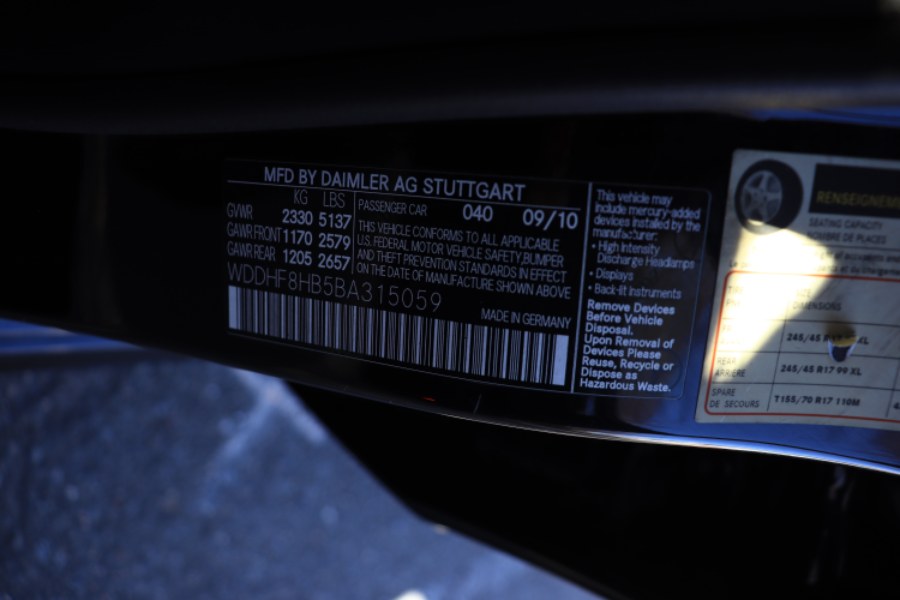 MFD BY DAIMLER AG STUTTGART
KG LBS
GVWR 2330 5137
GAWR FRONT 1170 2579
GAWR REAR 1205 2657
PASSENGER CAR 040 09/10
THIS VEHICLE CONFORMS TO ALL APPLICABLE
U.S. FEDERAL MOTOR VEHICLE SAFETY, BUMPER
AND THEFT PREVENTION STANDARDS IN EFFECT
ON THE DATE OF MANUFACTURE SHOWN ABOVE
WDDHF8HB5BA315059
MADE IN GERMANY
This vehicle may
include mercury-added
devices installed by the
manufacturer:
• High Intensity
Discharge Headlamps
• Displays
• Back-lit Instruments
Remove Devices
Before Vehicle
Disposal.
Upon Removal of
Devices Please
Reuse, Recycle or
Dispose as
Hazardous Waste.
RENSEIGNEM
SEATING CAPACITY
NOMBRE DE PLACES
245/45 XL
REAR
ARRIÈRE
245/45 R17 99 XL
SPARE
DE SECOURS
T155/70 R17 110M